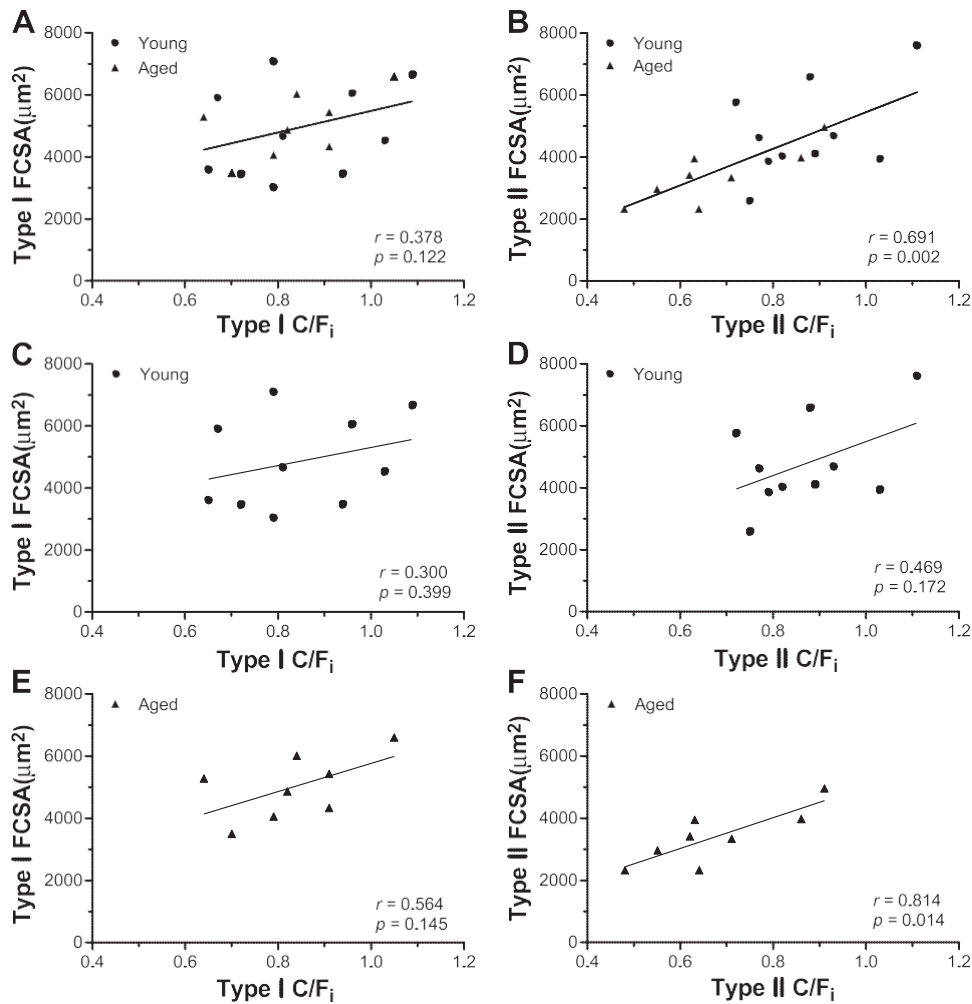 A
8000
6000
4000
2000
0
0.4 0.6 0.8 1.0 1.2
Type I FCSA(μm²)
Type I C/Fᵢ
Young
Aged
r = 0.378
p = 0.122
B
8000
6000
4000
2000
0
0.4 0.6 0.8 1.0 1.2
Type II FCSA(μm²)
Type II C/Fᵢ
Young
Aged
r = 0.691
p = 0.002
C
8000
6000
4000
2000
0
0.4 0.6 0.8 1.0 1.2
Type I FCSA(μm²)
Type I C/Fᵢ
Young
r = 0.300
p = 0.399
D
8000
6000
4000
2000
0
0.4 0.6 0.8 1.0 1.2
Type II FCSA(μm²)
Type II C/Fᵢ
Young
r = 0.469
p = 0.172
E
8000
6000
4000
2000
0
0.4 0.6 0.8 1.0 1.2
Type I FCSA(μm²)
Type I C/Fᵢ
Aged
r = 0.564
p = 0.145
F
8000
6000
4000
2000
0
0.4 0.6 0.8 1.0 1.2
Type II FCSA(μm²)
Type II C/Fᵢ
Aged
r = 0.814
p = 0.014